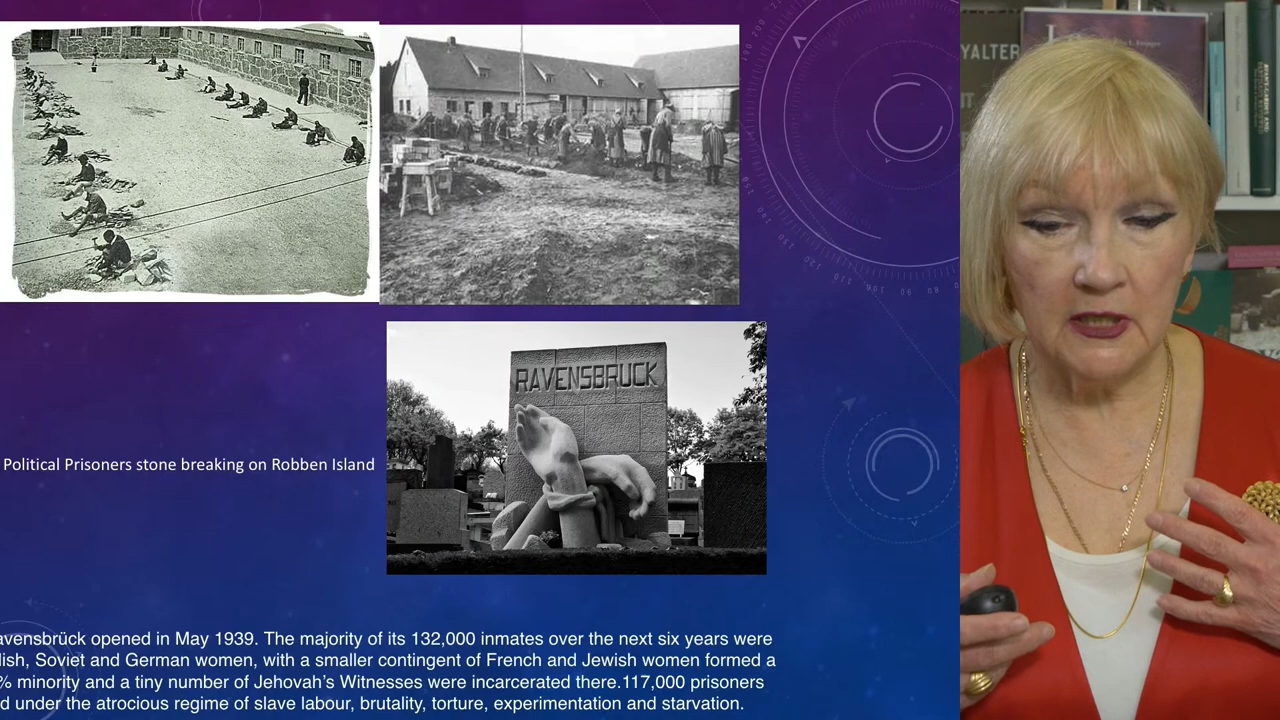 RAVENSBRUCK
YALTER
Political Prisoners stone breaking on Robben Island
avensbrück opened in May 1939. The majority of its 132,000 inmates over the next six years were
lish, Soviet and German women, with a smaller contingent of French and Jewish women formed a
% minority and a tiny number of Jehovah's Witnesses were incarcerated there.117,000 prisoners
d under the atrocious regime of slave labour, brutality, torture, experimentation and starvation.